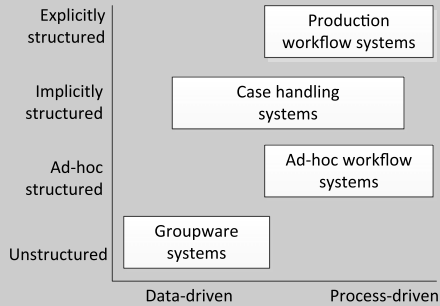 Explicitly
structured
Production
workflow systems
Implicitly
structured
Case handling
systems
Ad-hoc
structured
Ad-hoc workflow
systems
Unstructured
Groupware
systems
Data-driven
Process-driven